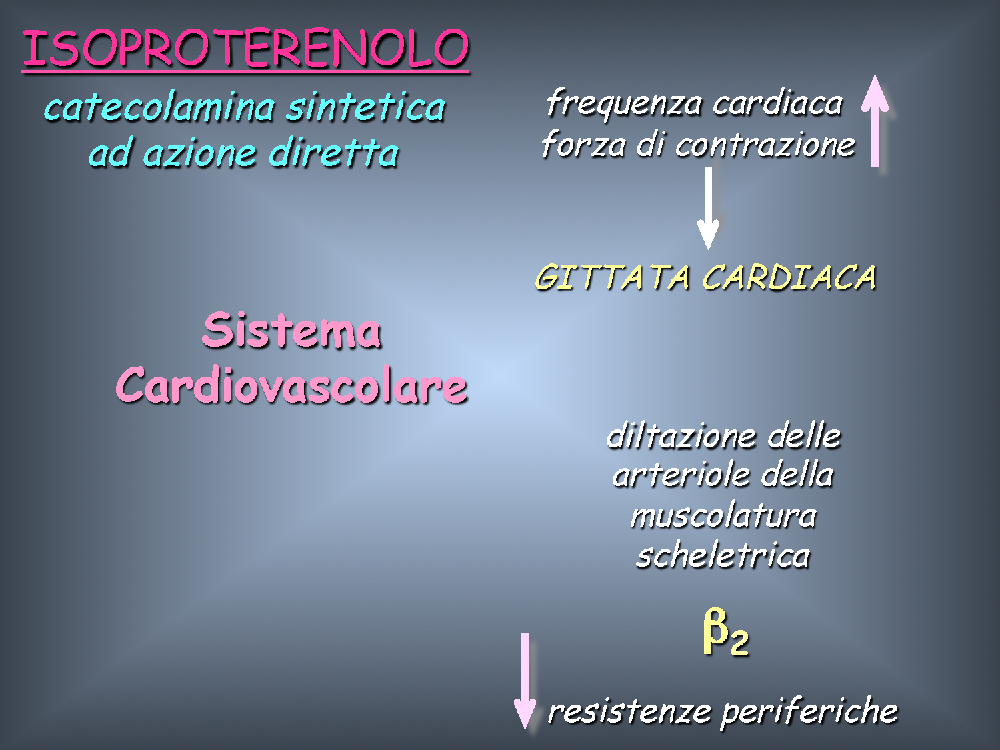 ISOPROTERENOLO
catecolamina sintetica
ad azione diretta
frequenza cardiaca
forza di contrazione
GITTATA CARDIACA
Sistema
Cardiovascolare
diltazione delle
arteriole della
muscolatura
scheletrica
β2
resistenze periferiche